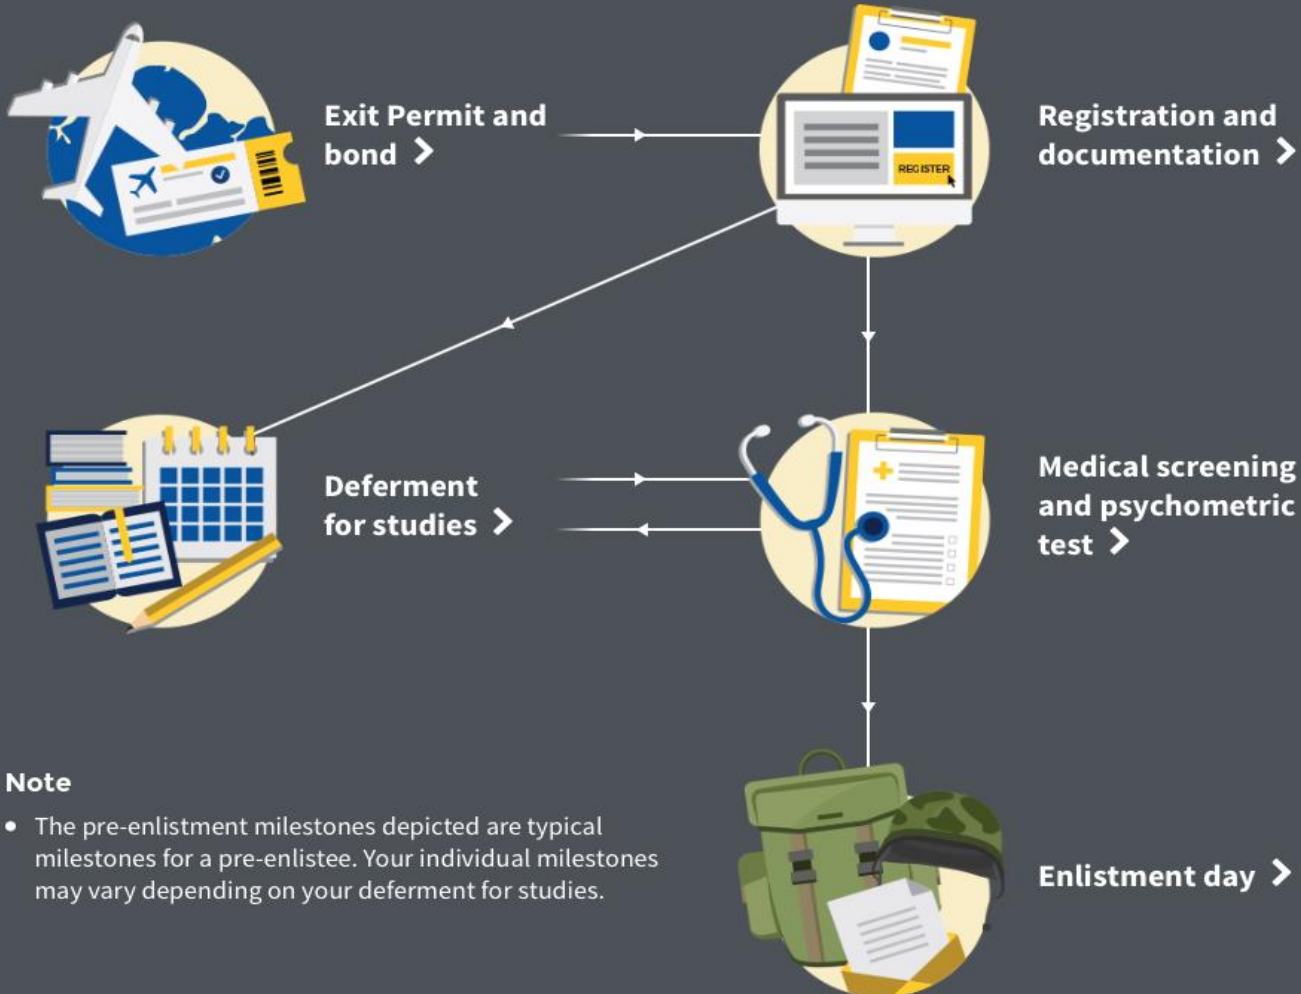 Exit Permit and
bond
Registration and
documentation
REGISTER
Deferment
for studies
Medical screening
and psychometric
test
Note
• The pre-enlistment milestones depicted are typical
milestones for a pre-enlistee. Your individual milestones
may vary depending on your deferment for studies.
Enlistment day